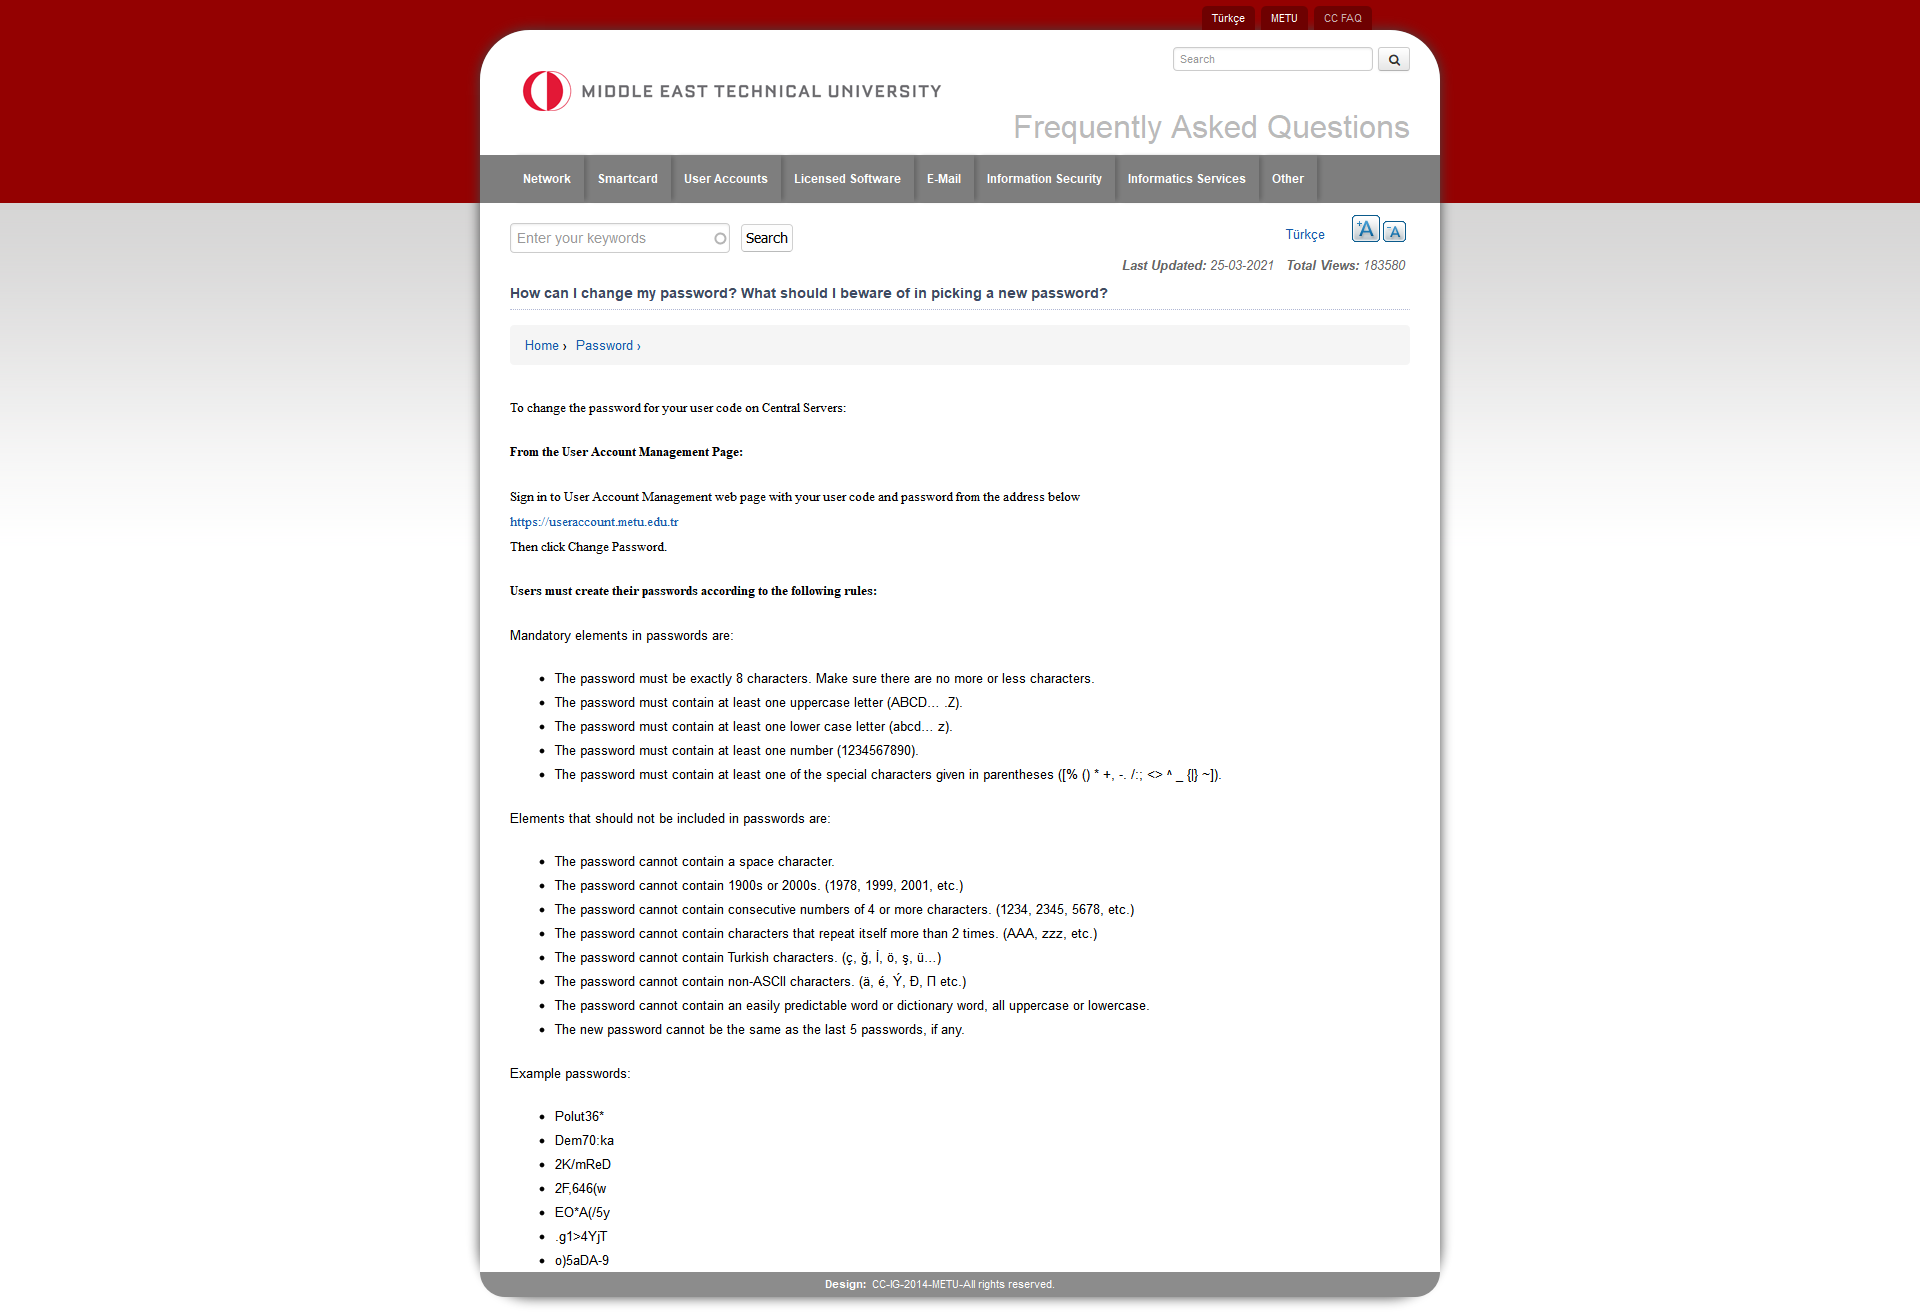 Türkçe METU CC FAQ
Search
MIDDLE EAST TECHNICAL UNIVERSITY
Frequently Asked Questions
Network Smartcard User Accounts Licensed Software E-Mail Information Security Informatics Services Other
Enter your keywords Search Türkçe +A -A
Last Updated: 25-03-2021 Total Views: 183580
How can I change my password? What should I beware of in picking a new password?
Home › Password ›
To change the password for your user code on Central Servers:
From the User Account Management Page:
Sign in to User Account Management web page with your user code and password from the address below
https://useraccount.metu.edu.tr
Then click Change Password.
Users must create their passwords according to the following rules:
Mandatory elements in passwords are:
• The password must be exactly 8 characters. Make sure there are no more or less characters.
• The password must contain at least one uppercase letter (ABCD... .Z).
• The password must contain at least one lower case letter (abcd... z).
• The password must contain at least one number (1234567890).
• The password must contain at least one of the special characters given in parentheses ([% () * +, -. /:; <> ^ _ {|} ~]).
Elements that should not be included in passwords are:
• The password cannot contain a space character.
• The password cannot contain 1900s or 2000s. (1978, 1999, 2001, etc.)
• The password cannot contain consecutive numbers of 4 or more characters. (1234, 2345, 5678, etc.)
• The password cannot contain characters that repeat itself more than 2 times. (AAA, zzz, etc.)
• The password cannot contain Turkish characters. (ç, ğ, İ, ö, ş, ü...)
• The password cannot contain non-ASCII characters. (ä, é, Ý, Ð, Π etc.)
• The password cannot contain an easily predictable word or dictionary word, all uppercase or lowercase.
• The new password cannot be the same as the last 5 passwords, if any.
Example passwords:
• Polut36*
• Dem70:ka
• 2K/mReD
• 2F,646(w
• EO*A(/5y
• .g1>4YjT
• o)5aDA-9
Design: CC-IG-2014-METU-All rights reserved.